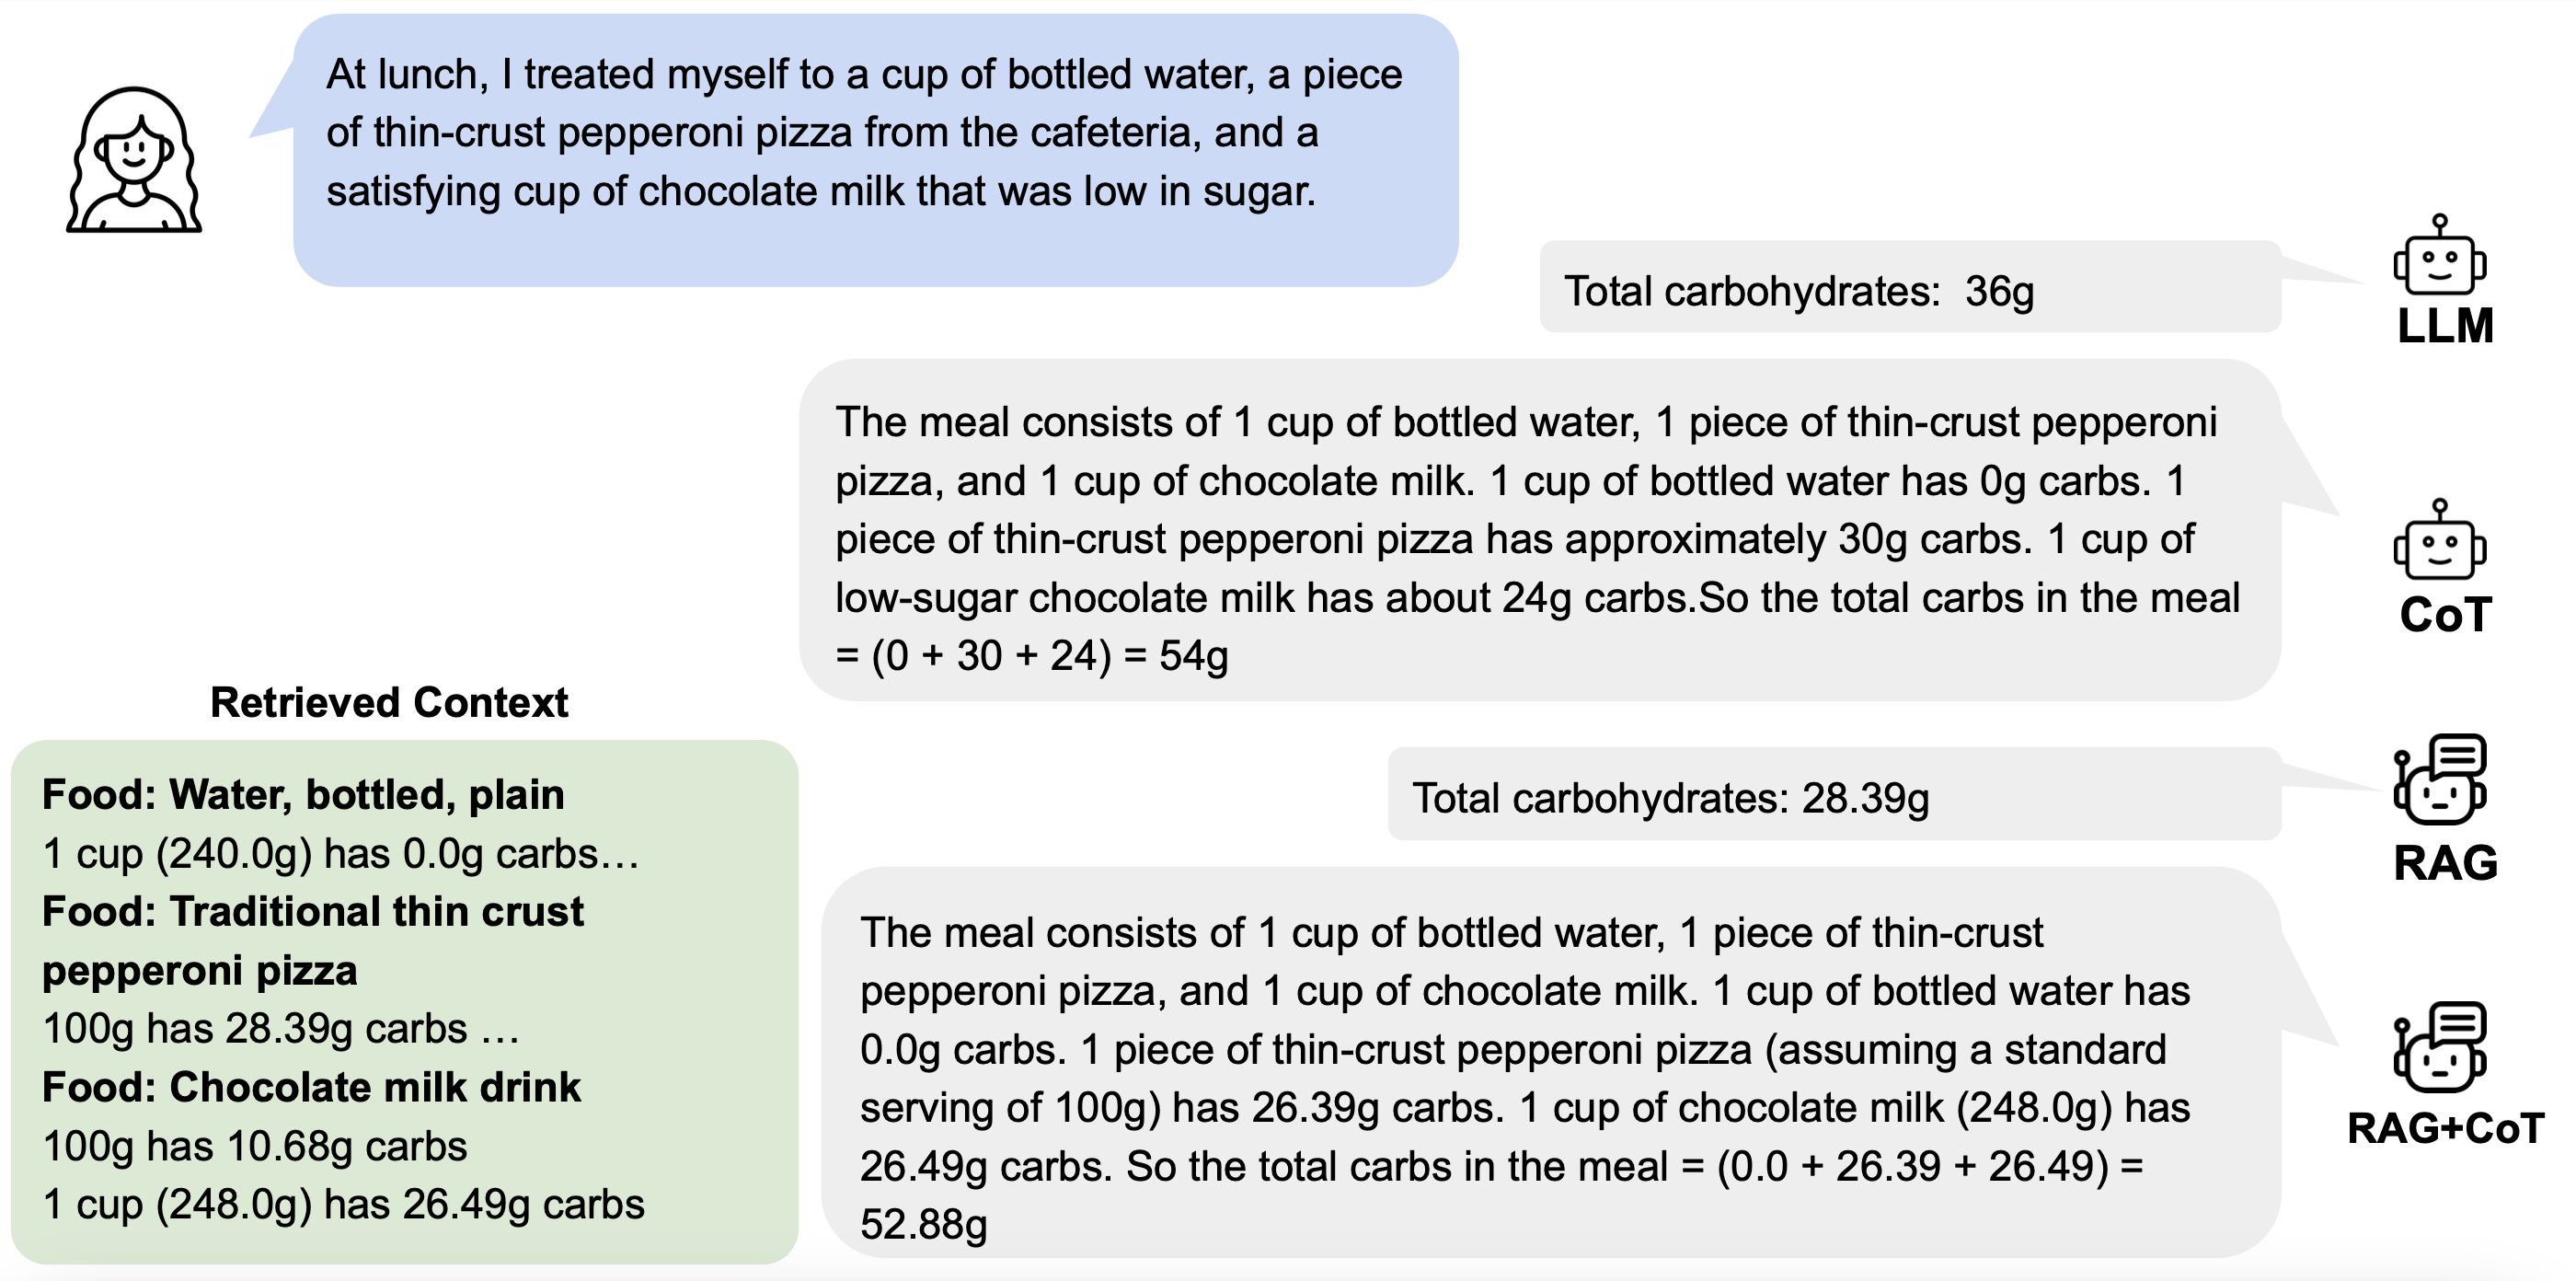 At lunch, I treated myself to a cup of bottled water, a piece
of thin-crust pepperoni pizza from the cafeteria, and a
satisfying cup of chocolate milk that was low in sugar.
Total carbohydrates:  36g
LLM
The meal consists of 1 cup of bottled water, 1 piece of thin-crust pepperoni
pizza, and 1 cup of chocolate milk. 1 cup of bottled water has 0g carbs. 1
piece of thin-crust pepperoni pizza has approximately 30g carbs. 1 cup of
low-sugar chocolate milk has about 24g carbs.So the total carbs in the meal
= (0 + 30 + 24) = 54g
CoT
Retrieved Context
Food: Water, bottled, plain
1 cup (240.0g) has 0.0g carbs…
Food: Traditional thin crust
pepperoni pizza
100g has 28.39g carbs …
Food: Chocolate milk drink
100g has 10.68g carbs
1 cup (248.0g) has 26.49g carbs
Total carbohydrates: 28.39g
RAG
The meal consists of 1 cup of bottled water, 1 piece of thin-crust
pepperoni pizza, and 1 cup of chocolate milk. 1 cup of bottled water has
0.0g carbs. 1 piece of thin-crust pepperoni pizza (assuming a standard
serving of 100g) has 26.39g carbs. 1 cup of chocolate milk (248.0g) has
26.49g carbs. So the total carbs in the meal = (0.0 + 26.39 + 26.49) =
52.88g
RAG+CoT